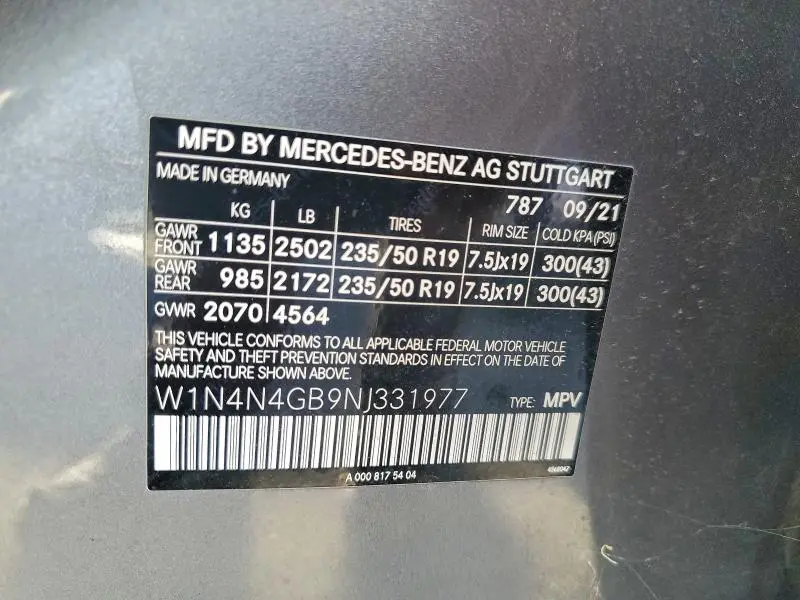 MFD BY MERCEDES-BENZ AG STUTTGART
MADE IN GERMANY
787 09/21
KG LB TIRES RIM SIZE COLD KPA(PSI)
GAWR FRONT 1135 2502 235/50 R19 7.5Jx19 300(43)
GAWR REAR 985 2172 235/50 R19 7.5Jx19 300(43)
GVWR 2070 4564
THIS VEHICLE CONFORMS TO ALL APPLICABLE FEDERAL MOTOR VEHICLE
SAFETY AND THEFT PREVENTION STANDARDS IN EFFECT ON THE DATE OF
MANUFACTURE SHOWN ABOVE.
W1N4N4GB9NJ331977 TYPE: MPV
A 000 817 54 04